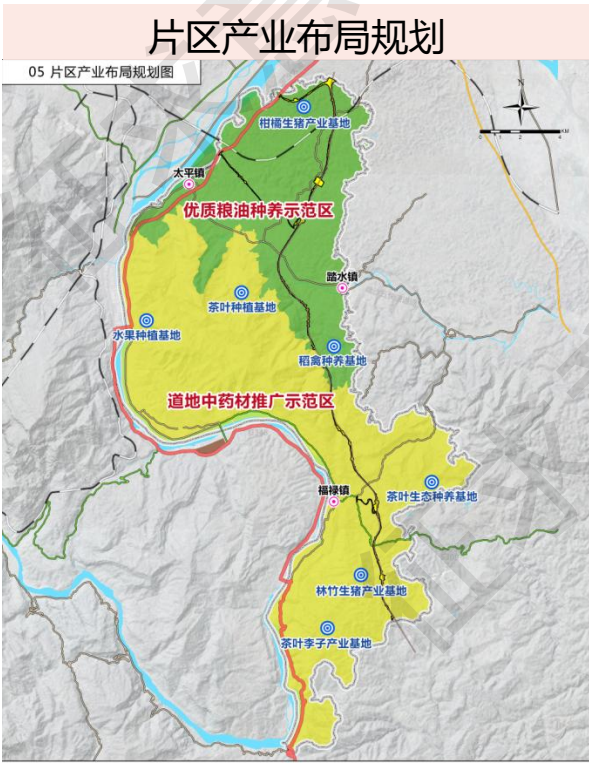 片区产业布局规划
05 片区产业布局规划图
N
柑橘生猪产业基地
太平镇
优质粮油种养示范区
踏水镇
茶叶种植基地
水果种植基地
稻禽种养基地
道地中药材推广示范区
福禄镇
茶叶生态种养基地
林竹生猪产业基地
茶叶李子产业基地